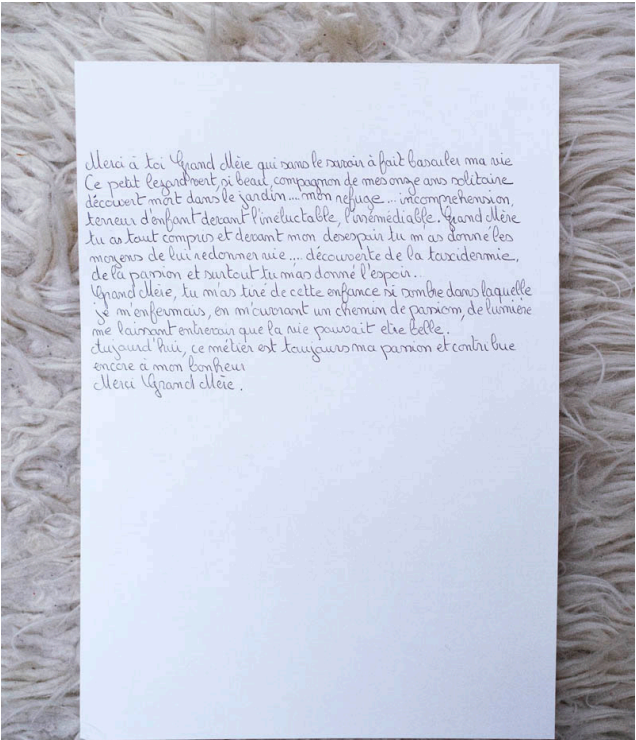 Merci à toi Grand Mère qui sans le savoir à fait basculer ma vie
Ce petit lezard vert, si beau, compagnon de mes onze ans solitaire
découvert mort dans le jardin.... mon refuge... incomprehension,
terreur d'enfant devant l'inéluctable, l'irrémédiable. Grand Mère
tu as tout compris et devant mon desespoir tu m as donné les
moyens de lui redonner vie.... découverte de la taxidermie,
de la passion et surtout tu m'as donné l'espoir.
Grand Mère, tu m'as tiré de cette enfance si sombre dans laquelle
je m'enfermais, en m'ouvrant un chemin de passion, de lumière
me laissant entrevoir que la vie pouvait etre belle.
Aujourd'hui, ce métier est toujours ma passion et contribue
encore à mon bonheur
Merci Grand Mère.